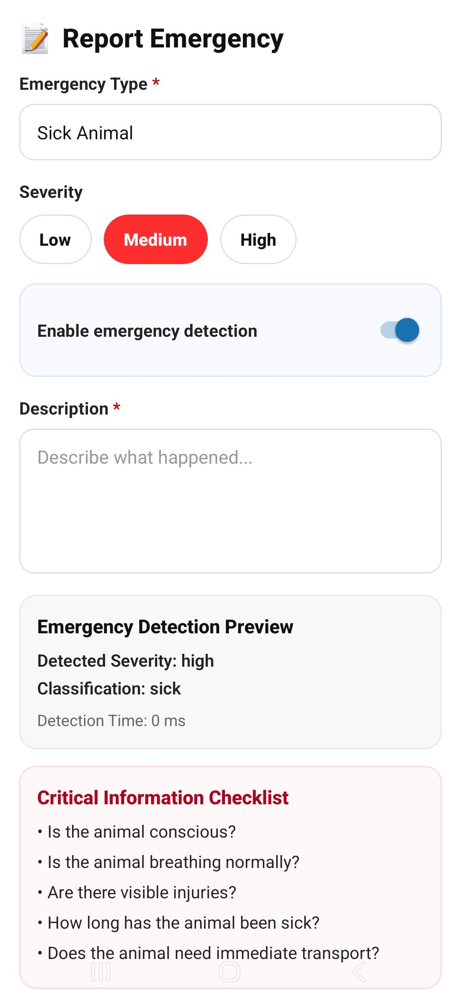 Report Emergency
Emergency Type *
Sick Animal
Severity
Low Medium High
Enable emergency detection
Description *
Describe what happened...
Emergency Detection Preview
Detected Severity: high
Classification: sick
Detection Time: 0 ms
Critical Information Checklist
• Is the animal conscious?
• Is the animal breathing normally?
• Are there visible injuries?
• How long has the animal been sick?
• Does the animal need immediate transport?